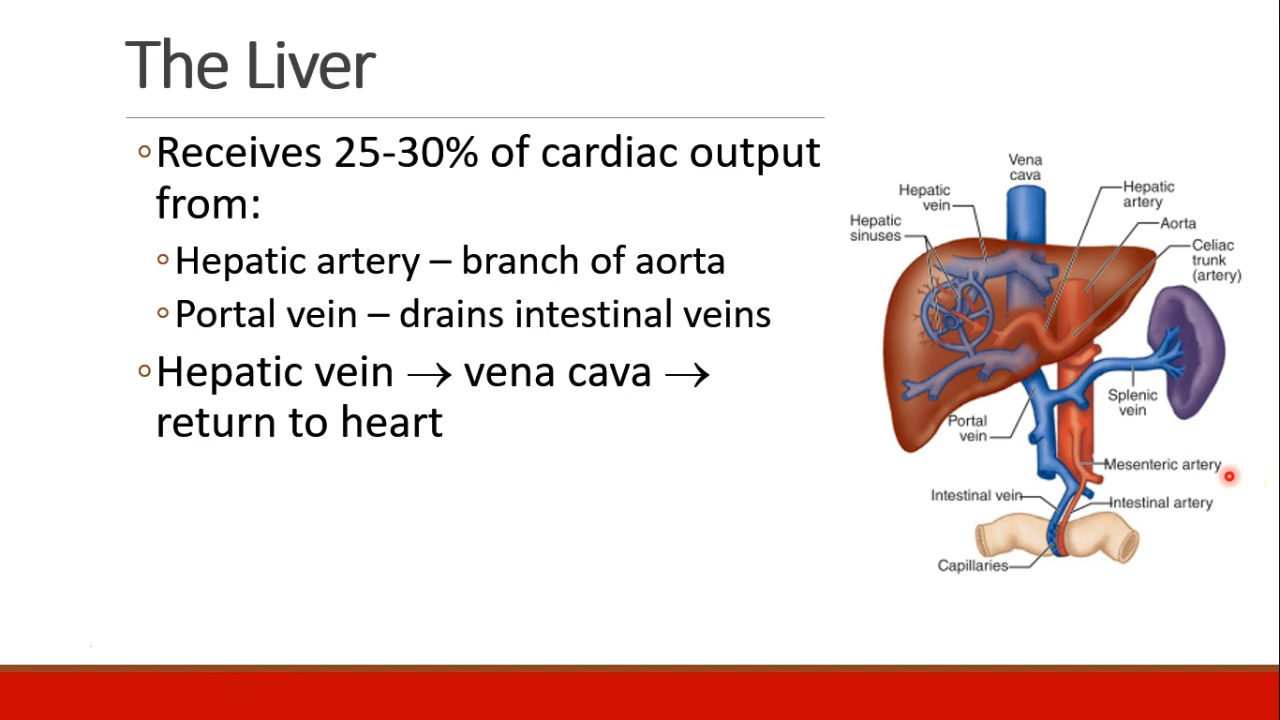 The Liver
◦Receives 25-30% of cardiac output
from:
◦Hepatic artery – branch of aorta
◦Portal vein – drains intestinal veins
◦Hepatic vein → vena cava →
return to heart
Vena
cava
Hepatic
vein
Hepatic
sinuses
Hepatic
artery
Aorta
Celiac
trunk
(artery)
Splenic
vein
Portal
vein
Mesenteric artery
Intestinal vein
Intestinal artery
Capillaries